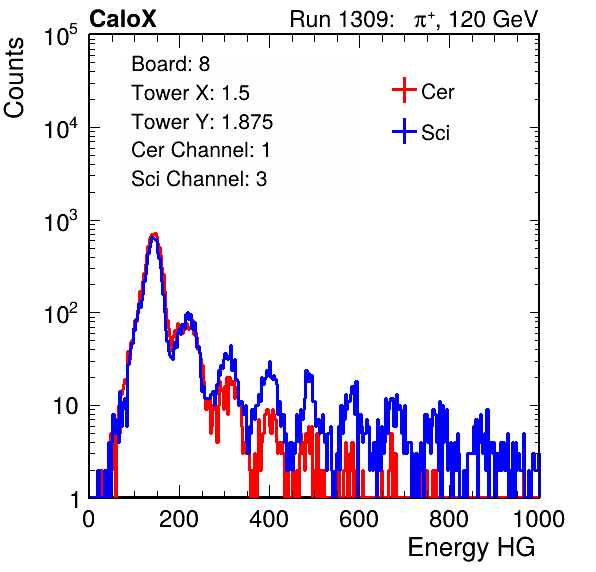 CaloX Run 1309: π⁺, 120 GeV
Board: 8
Tower X: 1.5
Tower Y: 1.875
Cer Channel: 1
Sci Channel: 3
Cer
Sci
Counts
10⁵
10⁴
10³
10²
10
1
0 200 400 600 800 1000
Energy HG